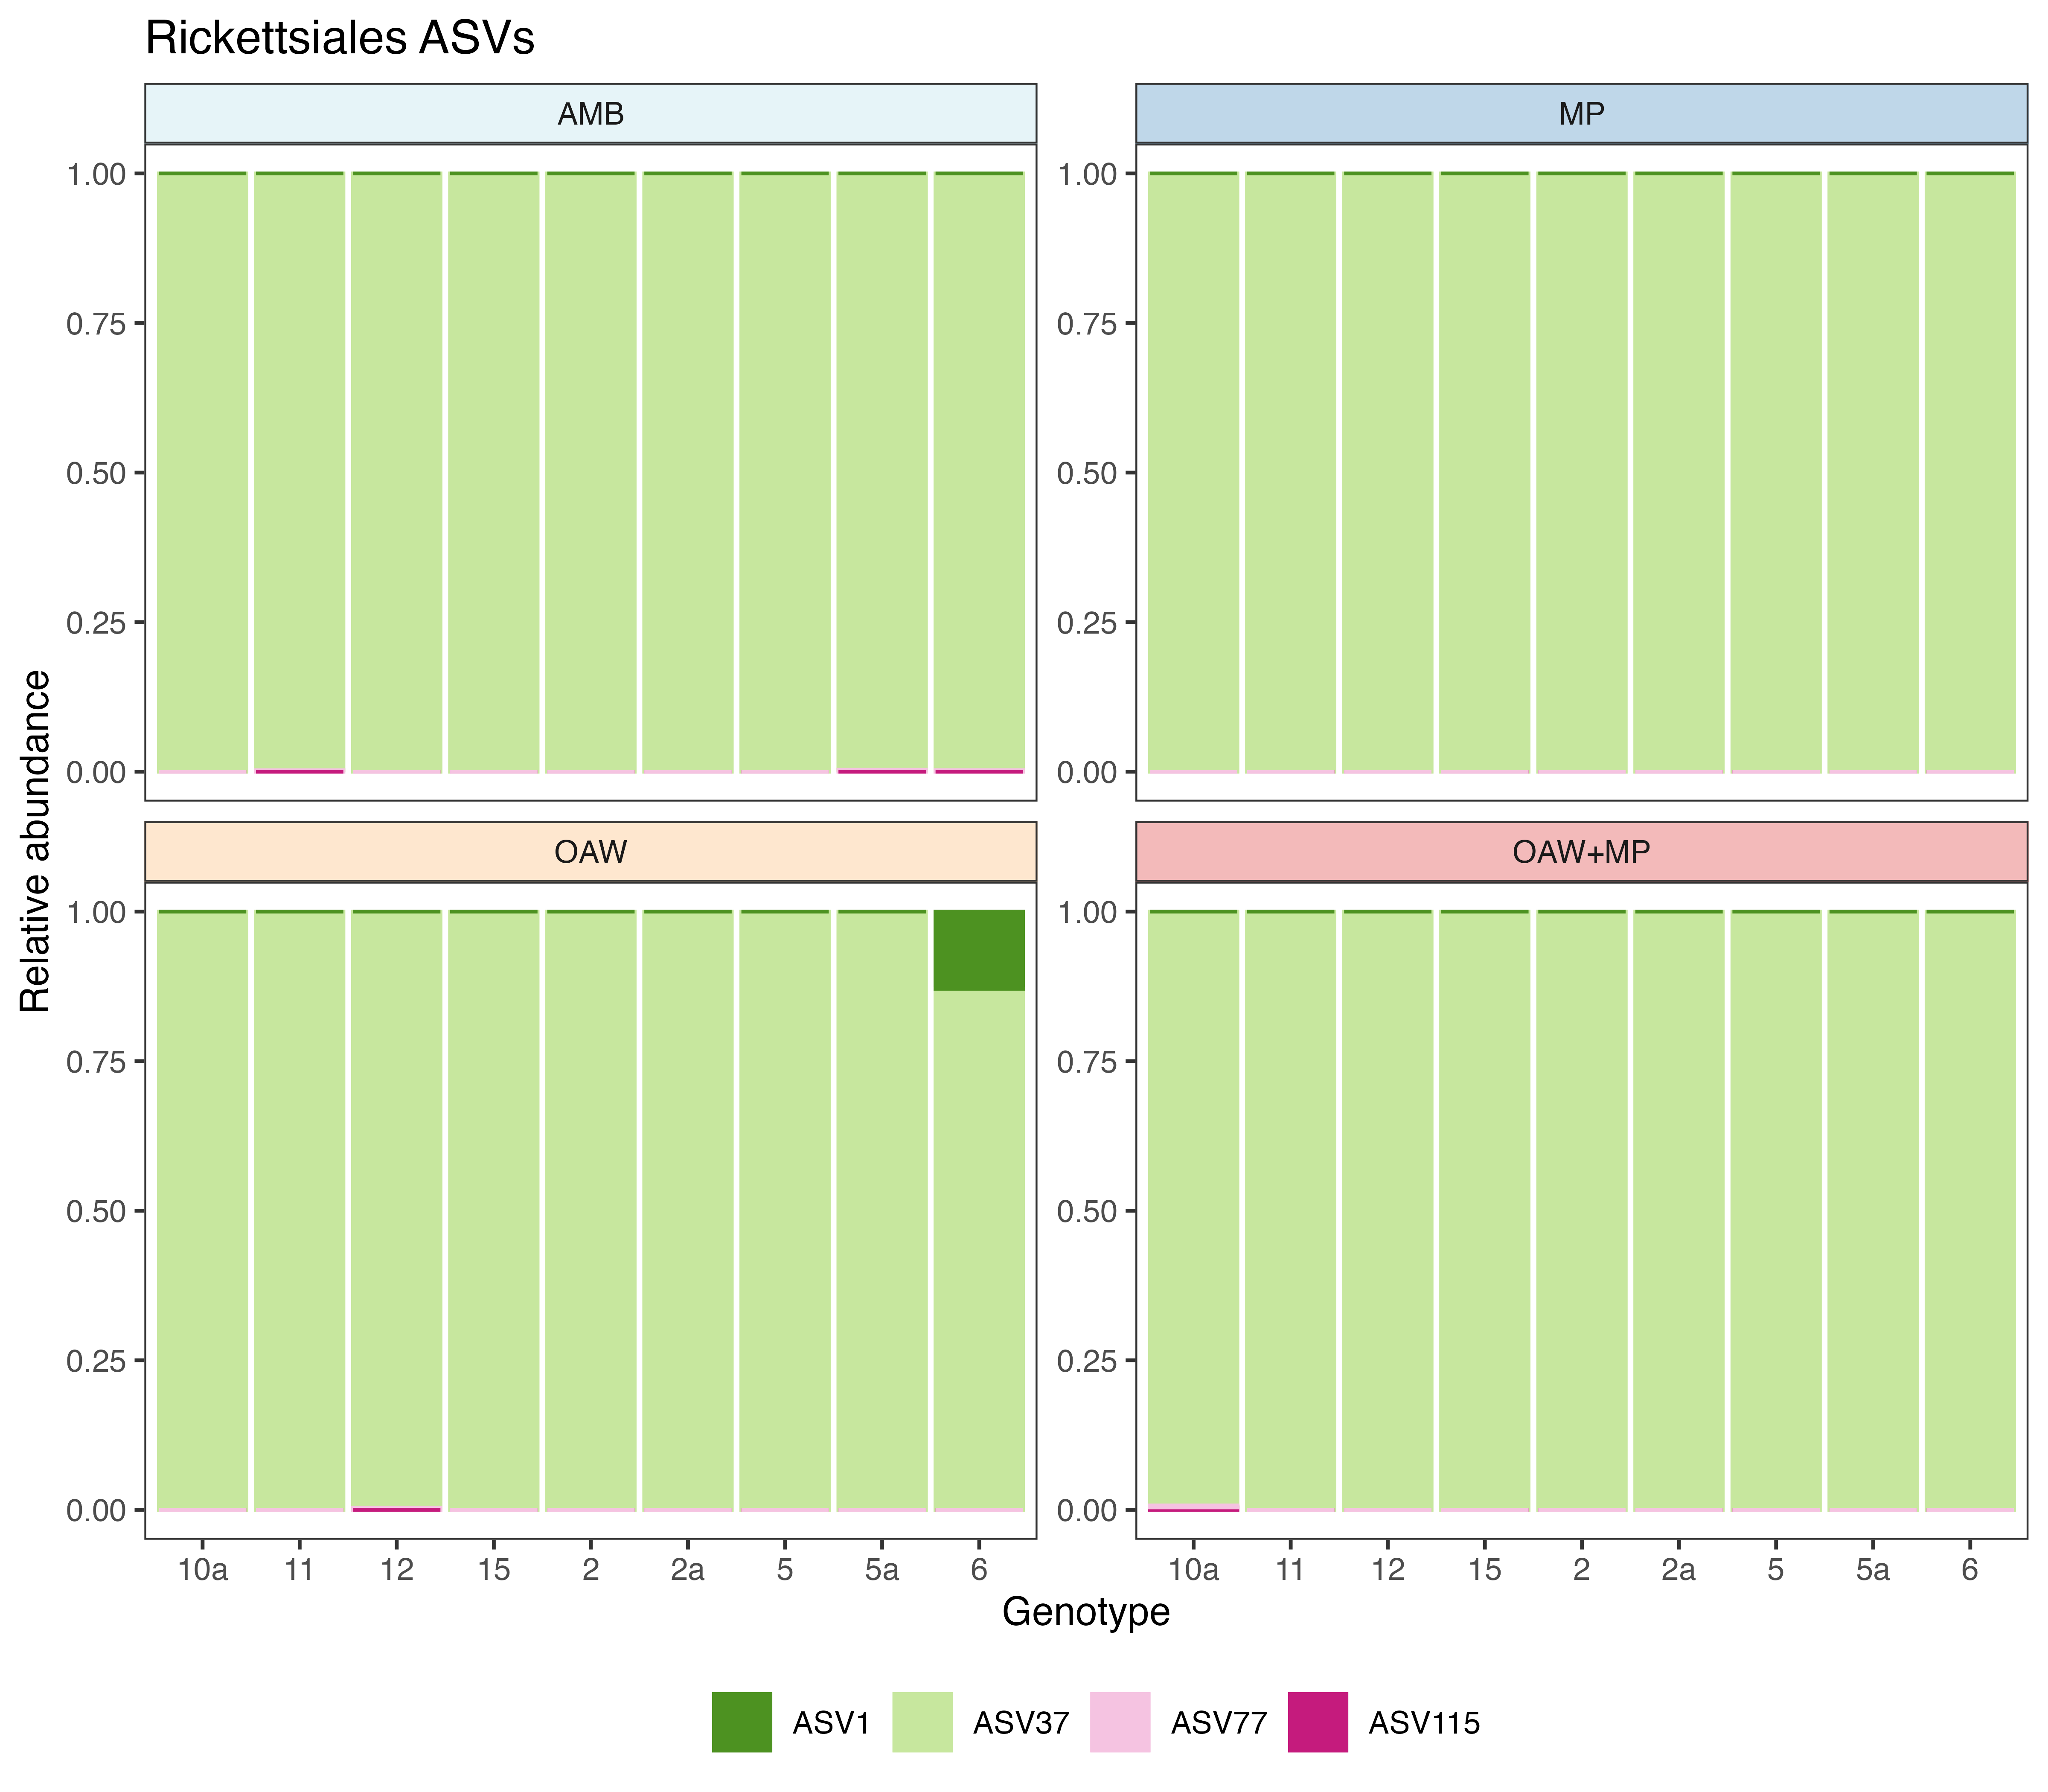 Rickettsiales ASVs
AMB
MP
1.00
0.75
0.50
0.25
0.00
1.00
0.75
0.50
0.25
0.00
OAW
OAW+MP
1.00
0.75
0.50
0.25
0.00
1.00
0.75
0.50
0.25
0.00
Relative abundance
10a 11 12 15 2 2a 5 5a 6
10a 11 12 15 2 2a 5 5a 6
Genotype
ASV1 ASV37 ASV77 ASV115